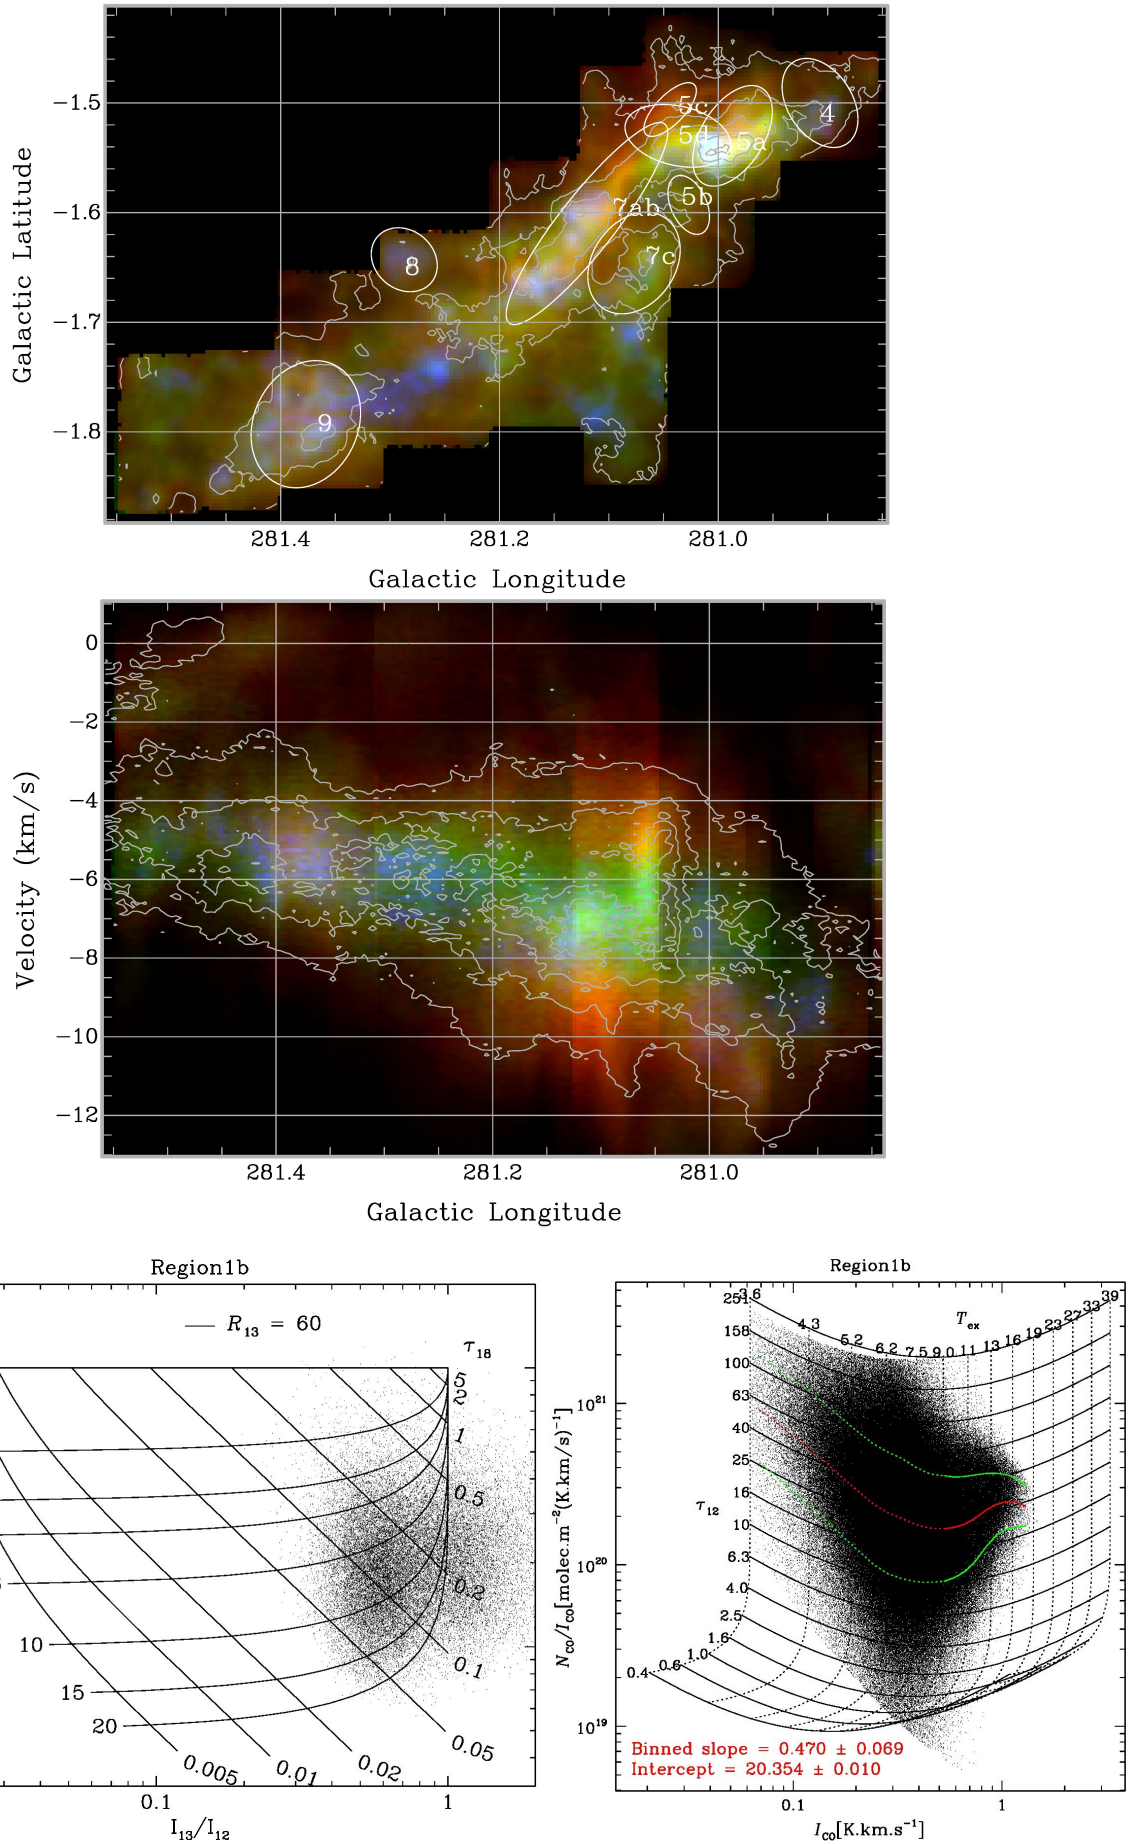 Galactic Latitude
−1.5
−1.6
−1.7
−1.8
5c
5d
5a
4
5b
7ab
7c
8
9
281.4 281.2 281.0
Galactic Longitude
Velocity (km/s)
0
−2
−4
−6
−8
−10
−12
281.4 281.2 281.0
Galactic Longitude
Region1b
R₁₃ = 60
τ₁₈
5
2
1
0.5
0.2
0.1
0.05
10
15
20
0.005 0.01 0.02
0.1 1
I₁₃/I₁₂
Region1b
N_CO/I_CO[molec.m⁻²(K.km/s)⁻¹]
10²¹
10²⁰
10¹⁹
T_ex
3.6 4.3 5.2 6.2 7.5 9.0 11 13 16 19 23 27 33 39
τ₁₂
251
158
100
63
40
25
16
10
6.3
4.0
2.5
1.6
1.0
0.6
0.4
Binned slope = 0.470 ± 0.069
Intercept = 20.354 ± 0.010
0.1 1
I_CO[K.km.s⁻¹]